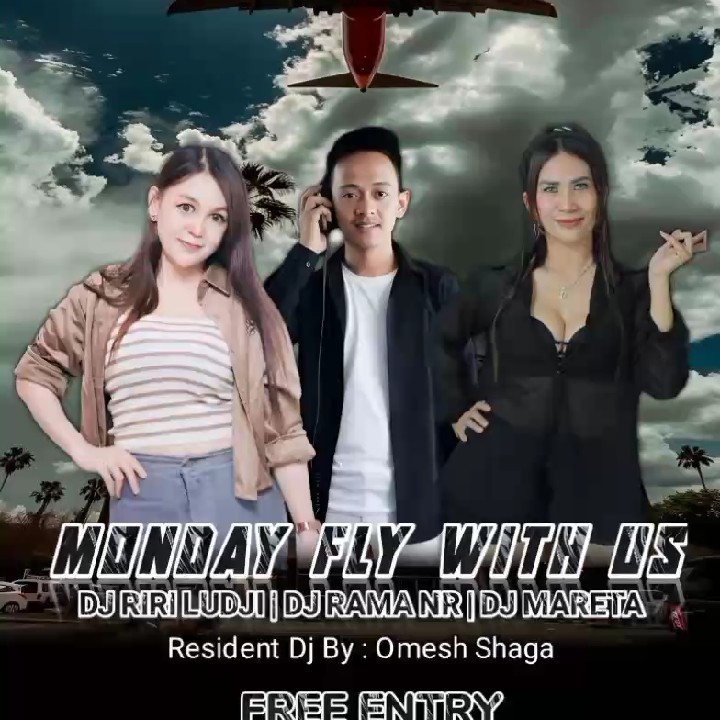 MONDAY FLY WITH US
DJ RIRI LUDJI | DJ RAMA NR | DJ MARETA
Resident Dj By : Omesh Shaga
FREE ENTRY